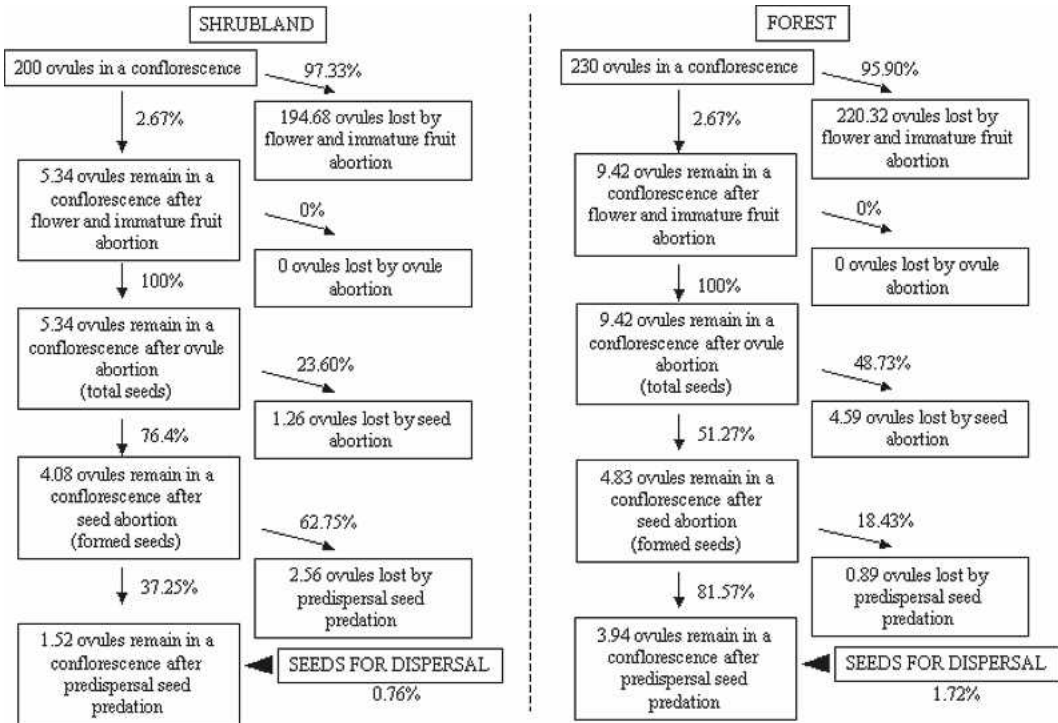 SHRUBLAND
200 ovules in a conflorescence
97.33%
2.67%
194.68 ovules lost by
flower and immature fruit
abortion
5.34 ovules remain in a
conflorescence after
flower and immature fruit
abortion
0%
0 ovules lost by ovule
abortion
100%
5.34 ovules remain in a
conflorescence after ovule
abortion
(total seeds)
23.60%
1.26 ovules lost by seed
abortion
76.4%
4.08 ovules remain in a
conflorescence after
seed abortion
(formed seeds)
62.75%
2.56 ovules lost by
predispersal seed
predation
37.25%
1.52 ovules remain in a
conflorescence after
predispersal seed
predation
SEEDS FOR DISPERSAL
0.76%
FOREST
230 ovules in a conflorescence
95.90%
2.67%
220.32 ovules lost by
flower and immature fruit
abortion
9.42 ovules remain in a
conflorescence after
flower and immature fruit
abortion
0%
0 ovules lost by ovule
abortion
100%
9.42 ovules remain in a
conflorescence after ovule
abortion
(total seeds)
48.73%
4.59 ovules lost by seed
abortion
51.27%
4.83 ovules remain in a
conflorescence after
seed abortion
(formed seeds)
18.43%
0.89 ovules lost by
predispersal seed
predation
81.57%
3.94 ovules remain in a
conflorescence after
predispersal seed
predation
SEEDS FOR DISPERSAL
1.72%